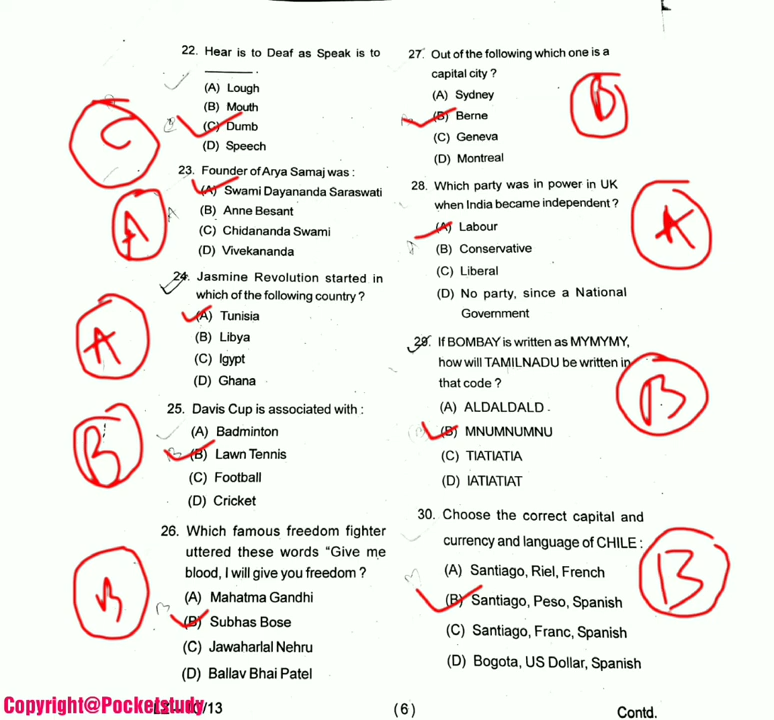 22. Hear is to Deaf as Speak is to
________.
(A) Lough
(B) Mouth
(C) Dumb
(D) Speech
C
23. Founder of Arya Samaj was :
(A) Swami Dayananda Saraswati
(B) Anne Besant
(C) Chidananda Swami
(D) Vivekananda
A
24. Jasmine Revolution started in
which of the following country ?
(A) Tunisia
(B) Libya
(C) Igypt
(D) Ghana
A
25. Davis Cup is associated with :
(A) Badminton
(B) Lawn Tennis
(C) Football
(D) Cricket
B
26. Which famous freedom fighter
uttered these words "Give me
blood, I will give you freedom ?
(A) Mahatma Gandhi
(B) Subhas Bose
(C) Jawaharlal Nehru
(D) Ballav Bhai Patel
B
27. Out of the following which one is a
capital city ?
(A) Sydney
(B) Berne
(C) Geneva
(D) Montreal
B
28. Which party was in power in UK
when India became independent ?
(A) Labour
(B) Conservative
(C) Liberal
(D) No party, since a National
Government
A
29. If BOMBAY is written as MYMYMY,
how will TAMILNADU be written in
that code ?
(A) ALDALDALD
(B) MNUMNUMNU
(C) TIATIATIA
(D) IATIATIAT
B
30. Choose the correct capital and
currency and language of CHILE :
(A) Santiago, Riel, French
(B) Santiago, Peso, Spanish
(C) Santiago, Franc, Spanish
(D) Bogota, US Dollar, Spanish
B
Copyright@Pocketstudy
/13
(6)
Contd.